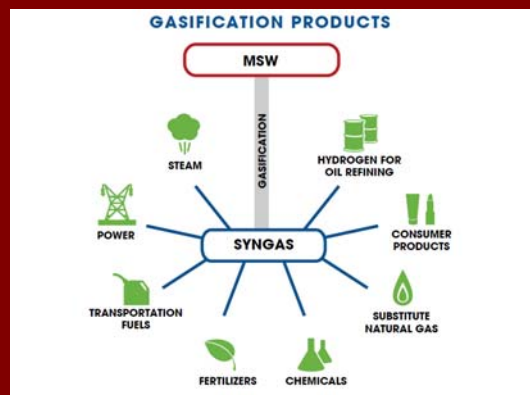 GASIFICATION PRODUCTS
MSW
GASIFICATION
STEAM
HYDROGEN FOR
OIL REFINING
POWER
SYNGAS
CONSUMER
PRODUCTS
TRANSPORTATION
FUELS
SUBSTITUTE
NATURAL GAS
FERTILIZERS
CHEMICALS